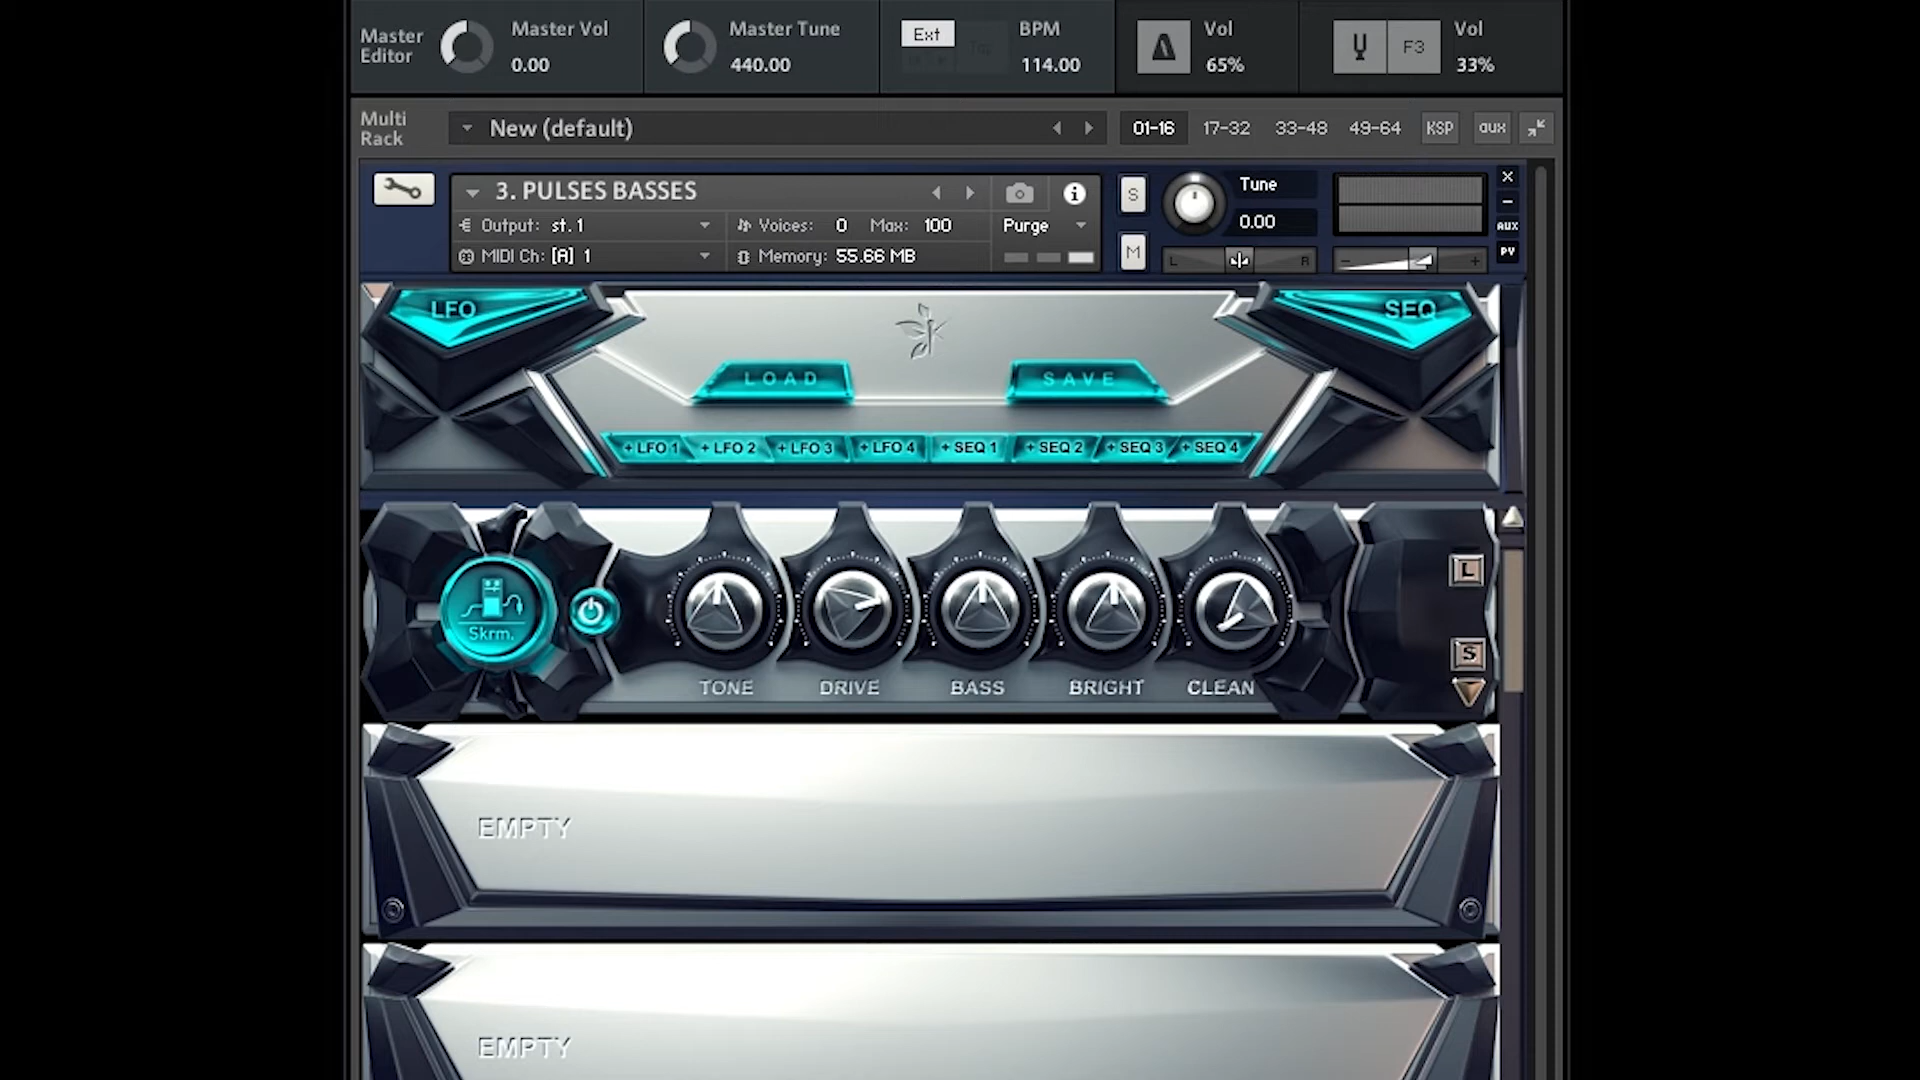 Master Editor
Master Vol
0.00
Master Tune
440.00
Ext
Tap
BPM
114.00
Vol
65%
F3
Vol
33%
Multi Rack
New (default)
01-16 17-32 33-48 49-64 KSP aux
3. PULSES BASSES
Output: st. 1
Voices: 0 Max: 100
Purge
MIDI Ch: [A] 1
Memory: 55.66 MB
S
M
Tune
0.00
L R
- +
X
-
AUX
PV
LFO
SEQ
LOAD
SAVE
+ LFO 1 + LFO 2 + LFO 3 + LFO 4 + SEQ 1 + SEQ 2 + SEQ 3 + SEQ 4
Skrm.
L
S
TONE DRIVE BASS BRIGHT CLEAN
EMPTY
EMPTY